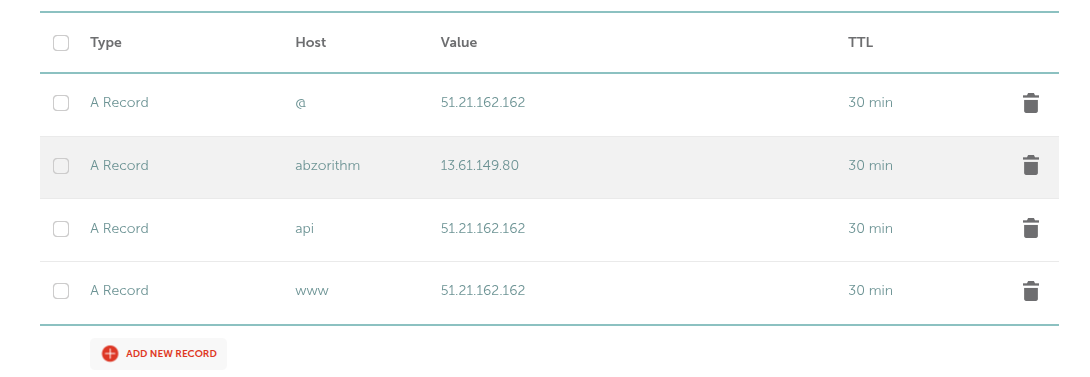 Type Host Value TTL
A Record @ 51.21.162.162 30 min
A Record abzorithm 13.61.149.80 30 min
A Record api 51.21.162.162 30 min
A Record www 51.21.162.162 30 min
ADD NEW RECORD